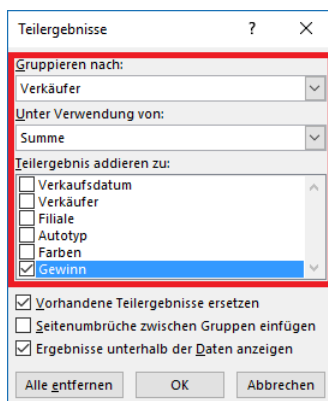 Teilergebnisse ?
Gruppieren nach:
Verkäufer
Unter Verwendung von:
Summe
Teilergebnis addieren zu:
Verkaufsdatum
Verkäufer
Filiale
Autotyp
Farben
Gewinn
Vorhandene Teilergebnisse ersetzen
Seitenumbrüche zwischen Gruppen einfügen
Ergebnisse unterhalb der Daten anzeigen
Alle entfernen OK Abbrechen